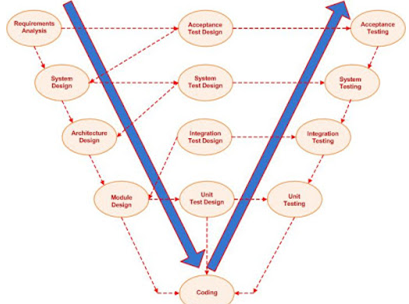 Requirements
Analysis
Acceptance
Test Design
Acceptance
Testing
System
Design
System
Test Design
System
Testing
Architecture
Design
Integration
Test Design
Integration
Testing
Module
Design
Unit
Test Design
Unit
Testing
Coding